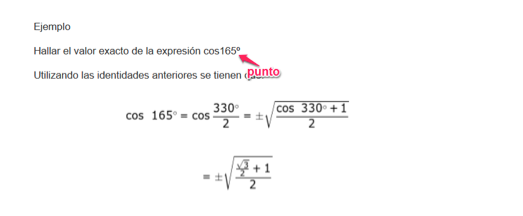 Ejemplo
Hallar el valor exacto de la expresión cos165º
Utilizando las identidades anteriores se tienen
punto
cos 165° = cos 330°/2 = ±√((cos 330° + 1)/2)
= ±√((√3/2 + 1)/2)